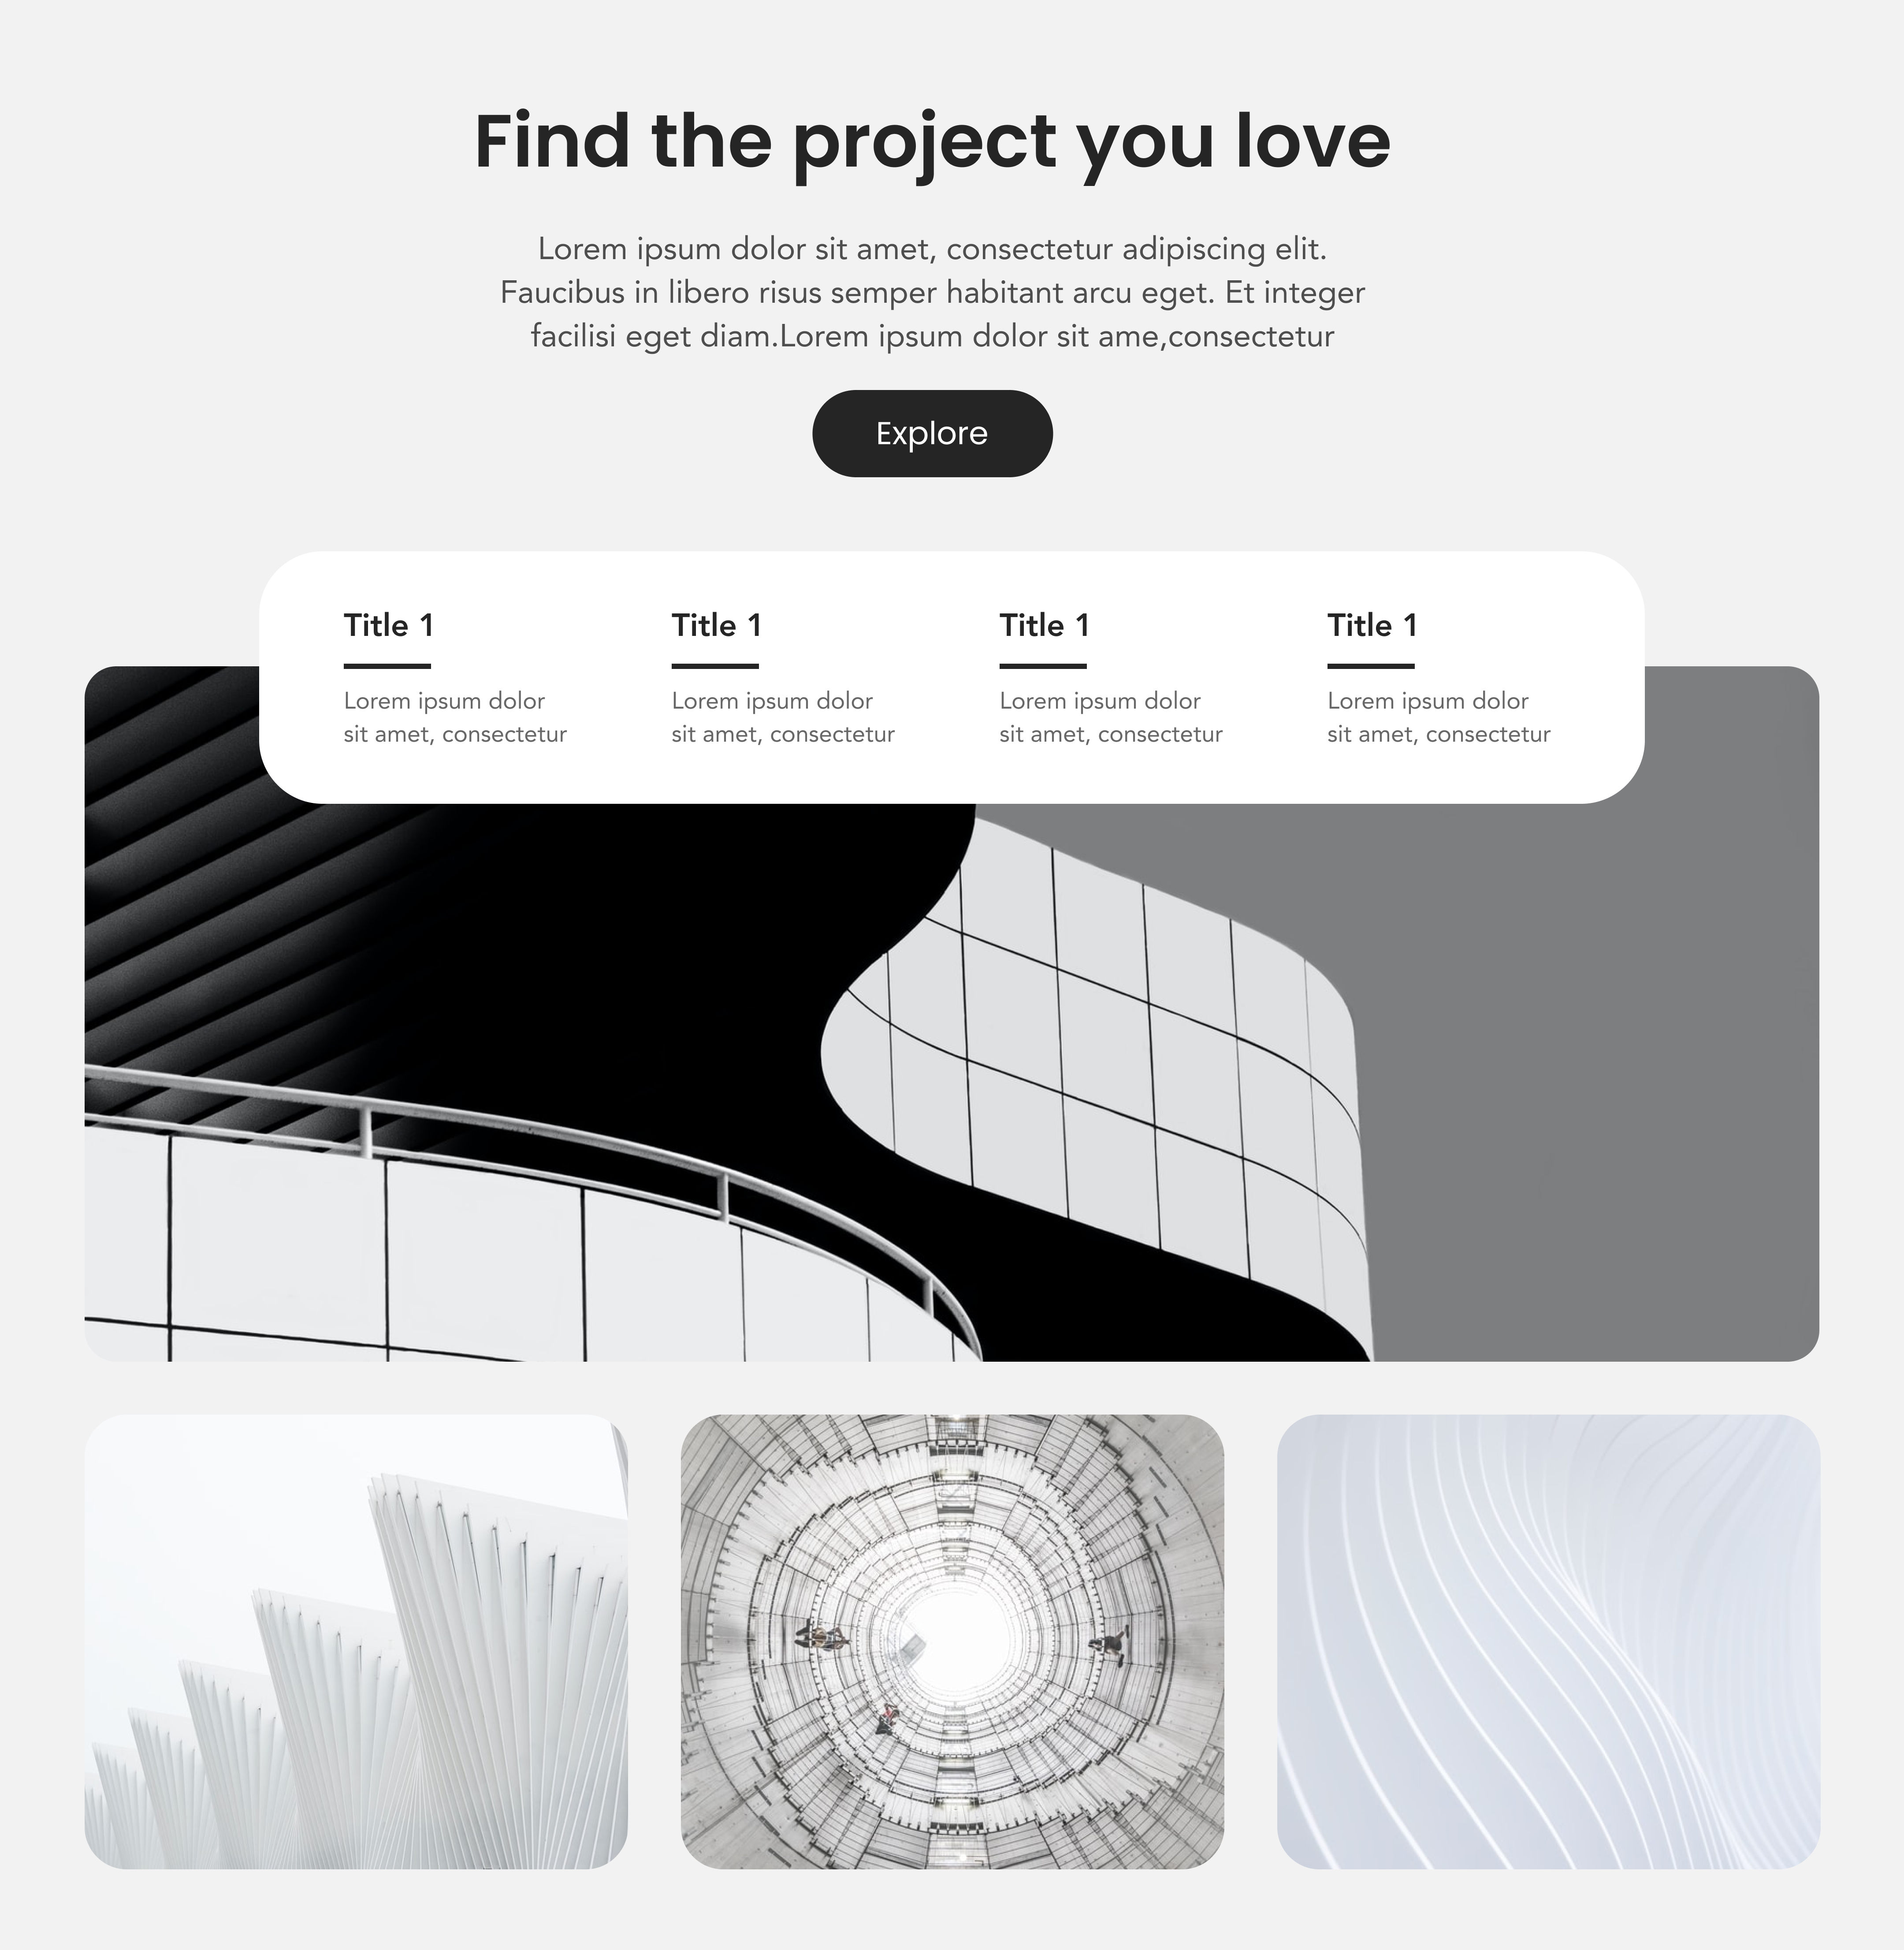 Find the project you love
Lorem ipsum dolor sit amet, consectetur adipiscing elit.
Faucibus in libero risus semper habitant arcu eget. Et integer
facilisi eget diam.Lorem ipsum dolor sit ame,consectetur
Explore
Title 1
Lorem ipsum dolor
sit amet, consectetur
Title 1
Lorem ipsum dolor
sit amet, consectetur
Title 1
Lorem ipsum dolor
sit amet, consectetur
Title 1
Lorem ipsum dolor
sit amet, consectetur